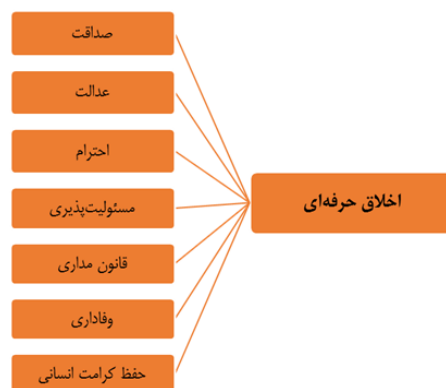 اخلاق حرفه‌ای
صداقت
عدالت
احترام
مسئولیت‌پذیری
قانون مداری
وفاداری
حفظ کرامت انسانی